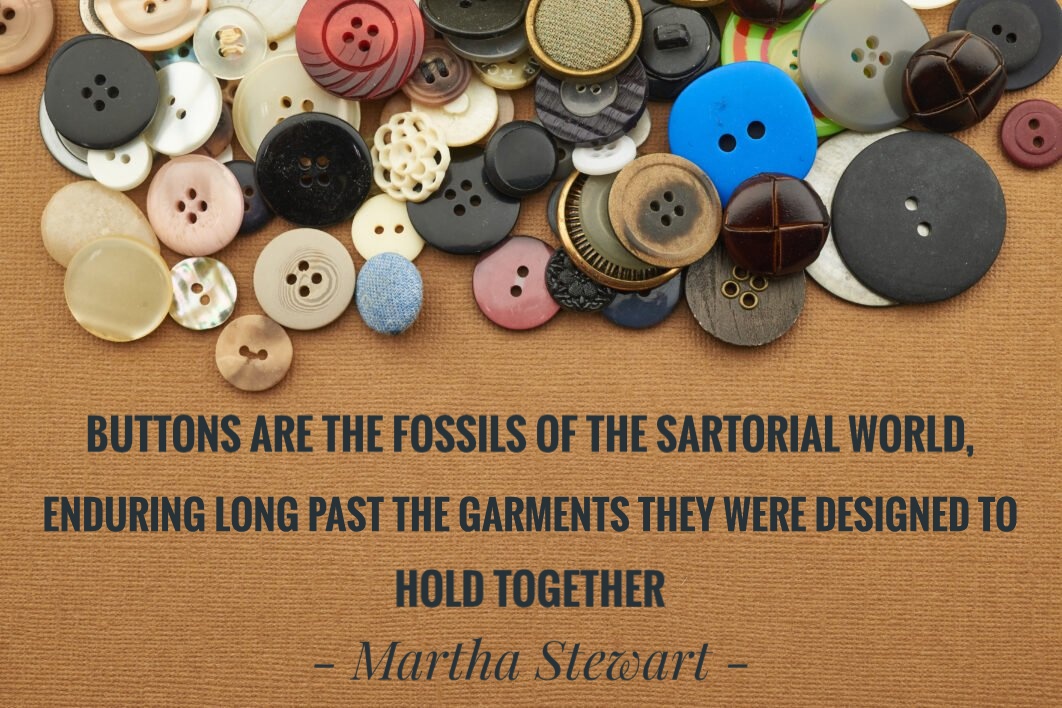 BUTTONS ARE THE FOSSILS OF THE SARTORIAL WORLD,
ENDURING LONG PAST THE GARMENTS THEY WERE DESIGNED TO
HOLD TOGETHER
– Martha Stewart –